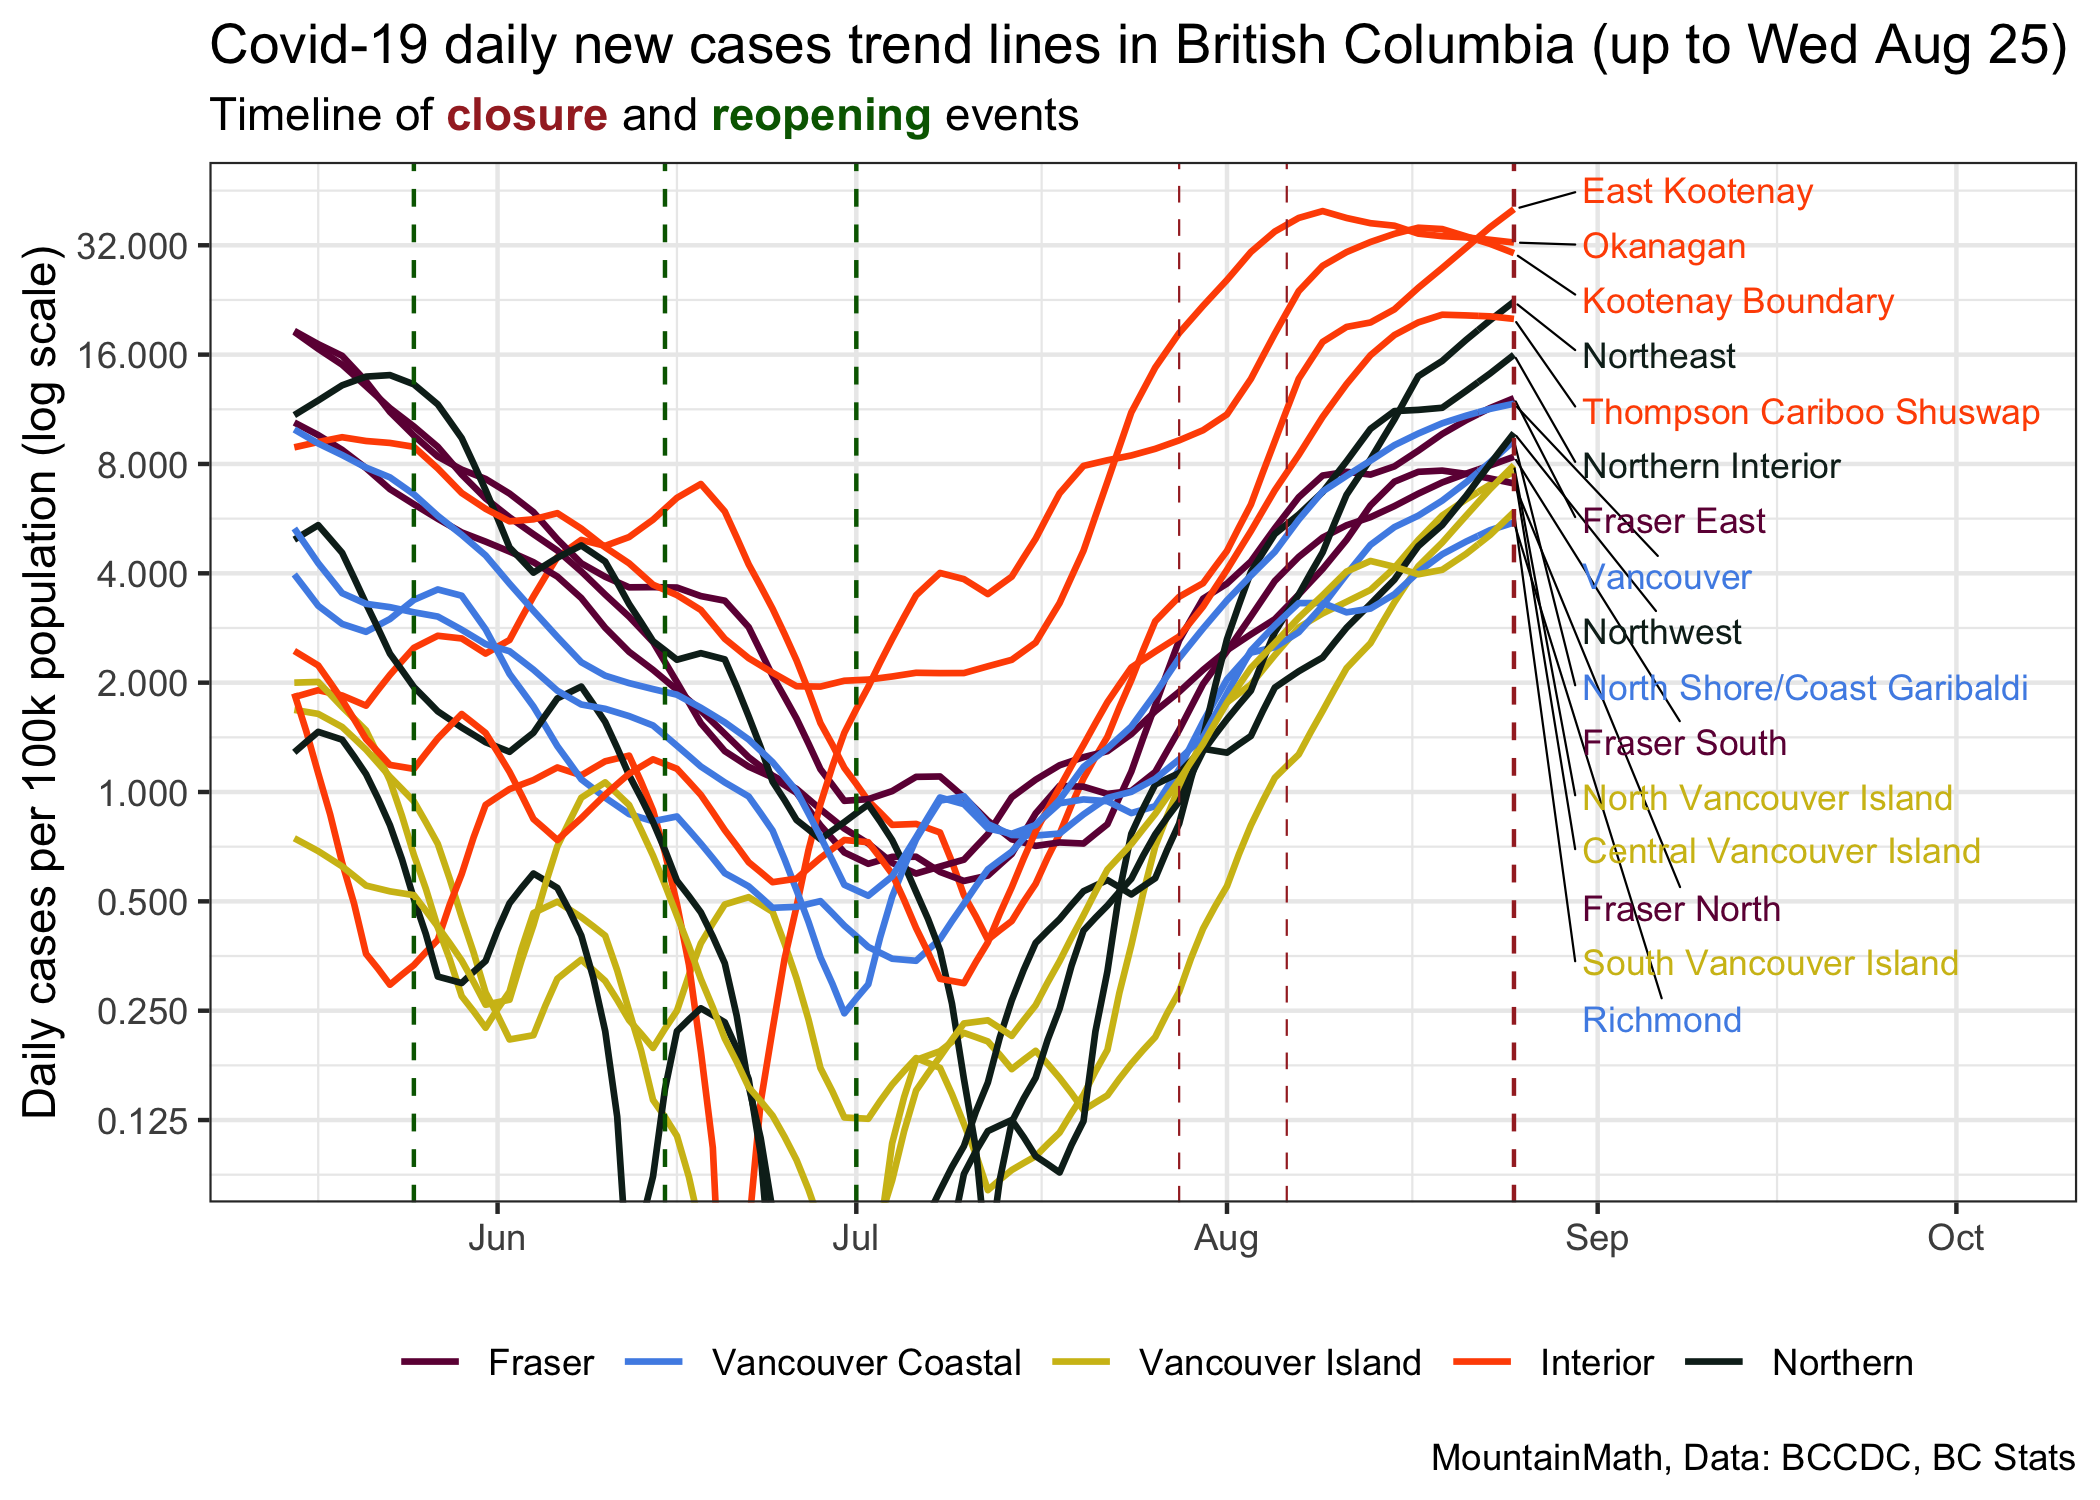 Covid-19 daily new cases trend lines in British Columbia (up to Wed Aug 25)
Timeline of closure and reopening events
Daily cases per 100k population (log scale)
32.000
16.000
8.000
4.000
2.000
1.000
0.500
0.250
0.125
East Kootenay
Okanagan
Kootenay Boundary
Northeast
Thompson Cariboo Shuswap
Northern Interior
Fraser East
Vancouver
Northwest
North Shore/Coast Garibaldi
Fraser South
North Vancouver Island
Central Vancouver Island
Fraser North
South Vancouver Island
Richmond
Jun Jul Aug Sep Oct
Fraser Vancouver Coastal Vancouver Island Interior Northern
MountainMath, Data: BCCDC, BC Stats